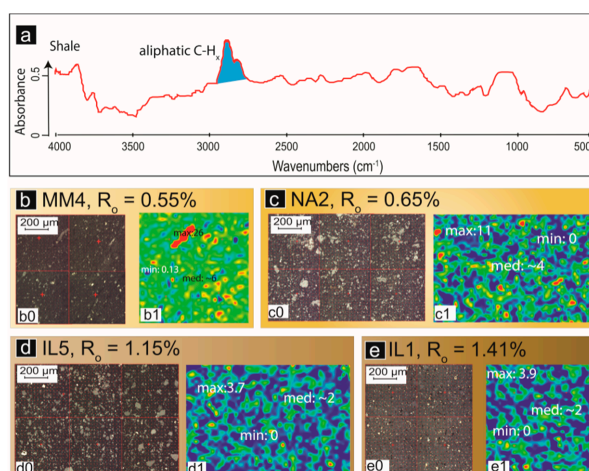 a
Shale
aliphatic C-Hx
Absorbance
0.5
0
4000 3500 3000 2500 2000 1500 1000 500
Wavenumbers (cm-1)
b MM4, Ro = 0.55%
200 µm
max:26
min: 0.13
med: ~6
b0
b1
c NA2, Ro = 0.65%
200 µm
max:11
min: 0
med: ~4
c0
c1
d IL5, Ro = 1.15%
200 µm
max:3.7
med: ~2
min: 0
d0
d1
e IL1, Ro = 1.41%
200 µm
max: 3.9
med: ~2
min: 0
e0
e1